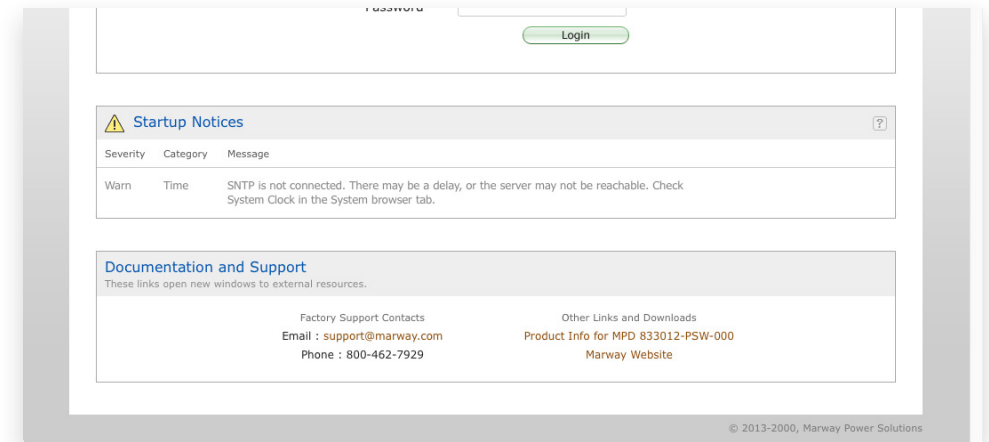 Password
Login
Startup Notices
?
Severity Category Message
Warn Time SNTP is not connected. There may be a delay, or the server may not be reachable. Check
System Clock in the System browser tab.
Documentation and Support
These links open new windows to external resources.
Factory Support Contacts
Email : support@marway.com
Phone : 800-462-7929
Other Links and Downloads
Product Info for MPD 833012-PSW-000
Marway Website
© 2013-2000, Marway Power Solutions